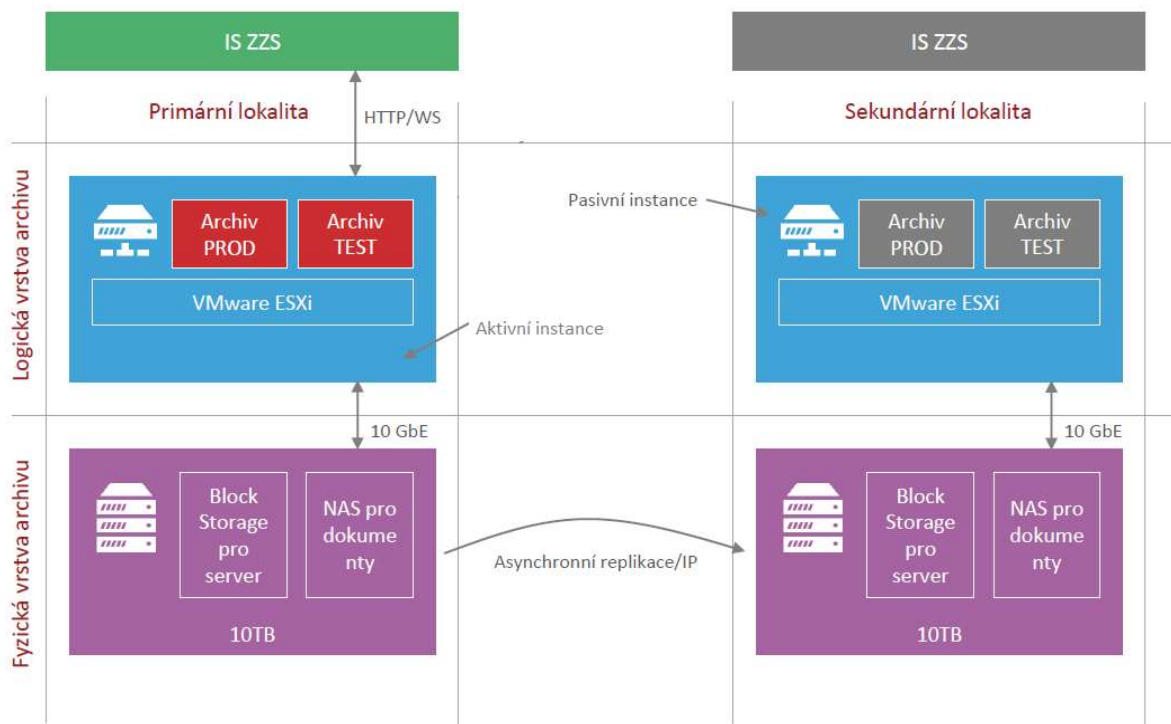 IS ZZS
IS ZZS
Primární lokalita
HTTP/WS
Sekundární lokalita
Logická vrstva archivu
Archiv
PROD
Archiv
TEST
VMware ESXi
Aktivní instance
Pasivní instance
Archiv
PROD
Archiv
TEST
VMware ESXi
10 GbE
10 GbE
Fyzická vrstva archivu
Block
Storage
pro
server
NAS pro
dokume
nty
10TB
Asynchronní replikace/IP
Block
Storage
pro
server
NAS pro
dokume
nty
10TB